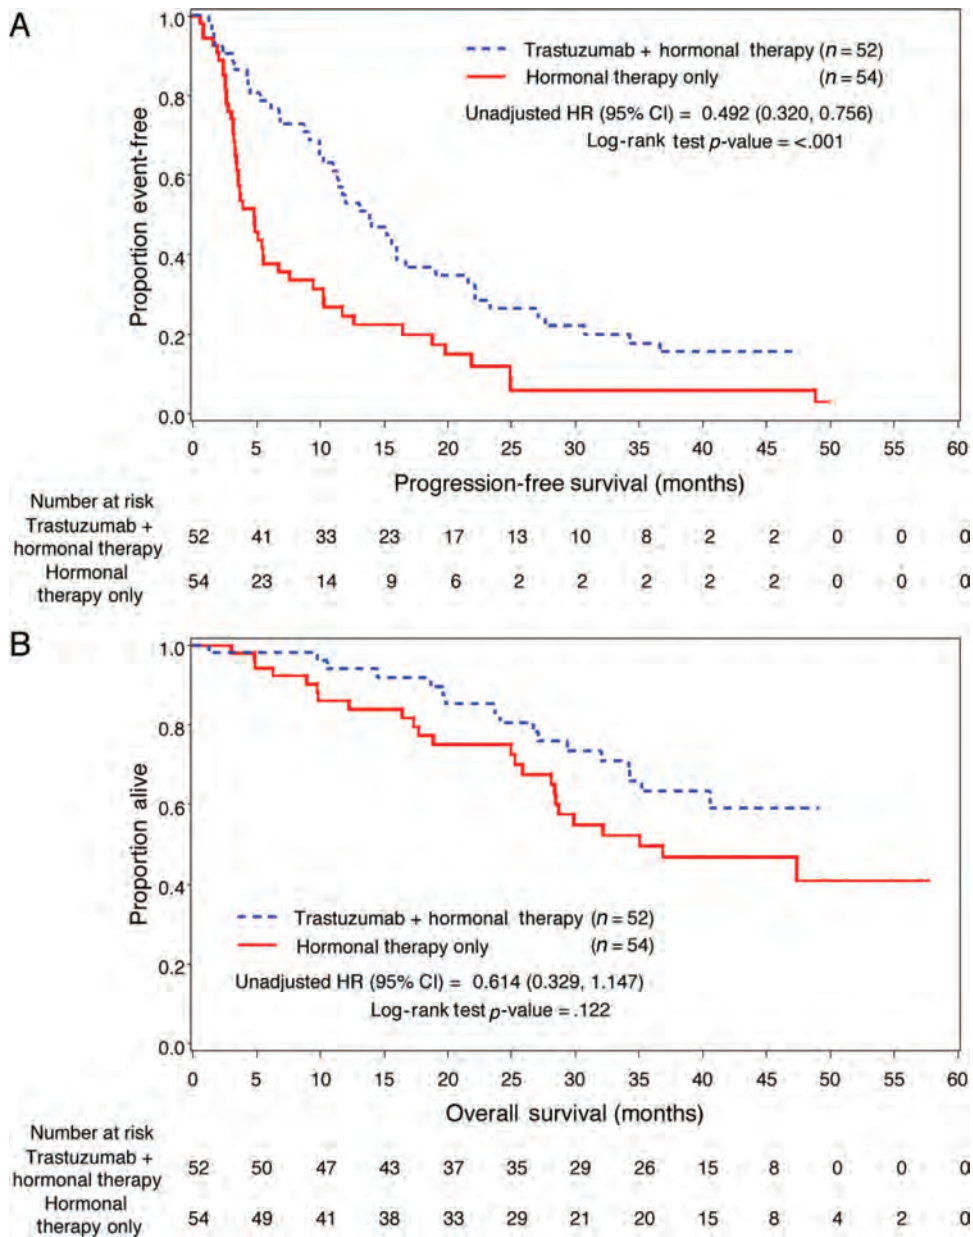 A
1.0
0.8
0.6
0.4
0.2
0.0
Proportion event-free
Trastuzumab + hormonal therapy (n = 52)
Hormonal therapy only (n = 54)
Unadjusted HR (95% CI) = 0.492 (0.320, 0.756)
Log-rank test p-value = <.001
0 5 10 15 20 25 30 35 40 45 50 55 60
Progression-free survival (months)
Number at risk
Trastuzumab +
hormonal therapy 52 41 33 23 17 13 10 8 2 2 0 0 0
Hormonal
therapy only 54 23 14 9 6 2 2 2 2 2 0 0 0
B
1.0
0.8
0.6
0.4
0.2
0.0
Proportion alive
Trastuzumab + hormonal therapy (n = 52)
Hormonal therapy only (n = 54)
Unadjusted HR (95% CI) = 0.614 (0.329, 1.147)
Log-rank test p-value = .122
0 5 10 15 20 25 30 35 40 45 50 55 60
Overall survival (months)
Number at risk
Trastuzumab +
hormonal therapy 52 50 47 43 37 35 29 26 15 8 0 0 0
Hormonal
therapy only 54 49 41 38 33 29 21 20 15 8 4 2 0